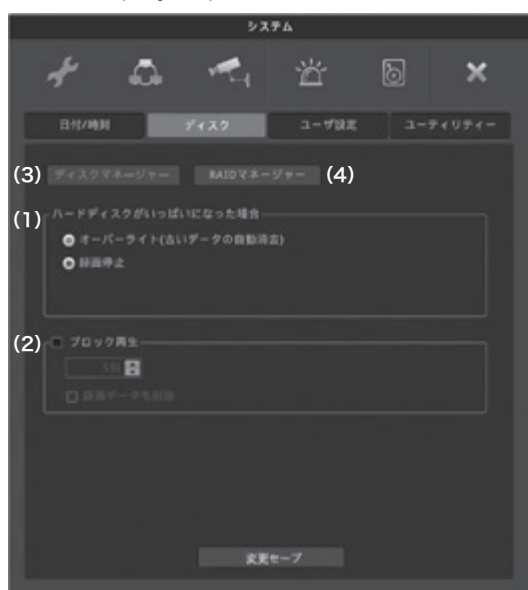 システム
日付/時刻 ディスク ユーザ設定 ユーティリティー
(3) ディスクマネージャー RAIDマネージャー (4)
(1) ハードディスクがいっぱいになった場合
オーバーライト(古いデータの自動消去)
録画停止
(2) ブロック再生
5日
録画データも削除
変更セーブ